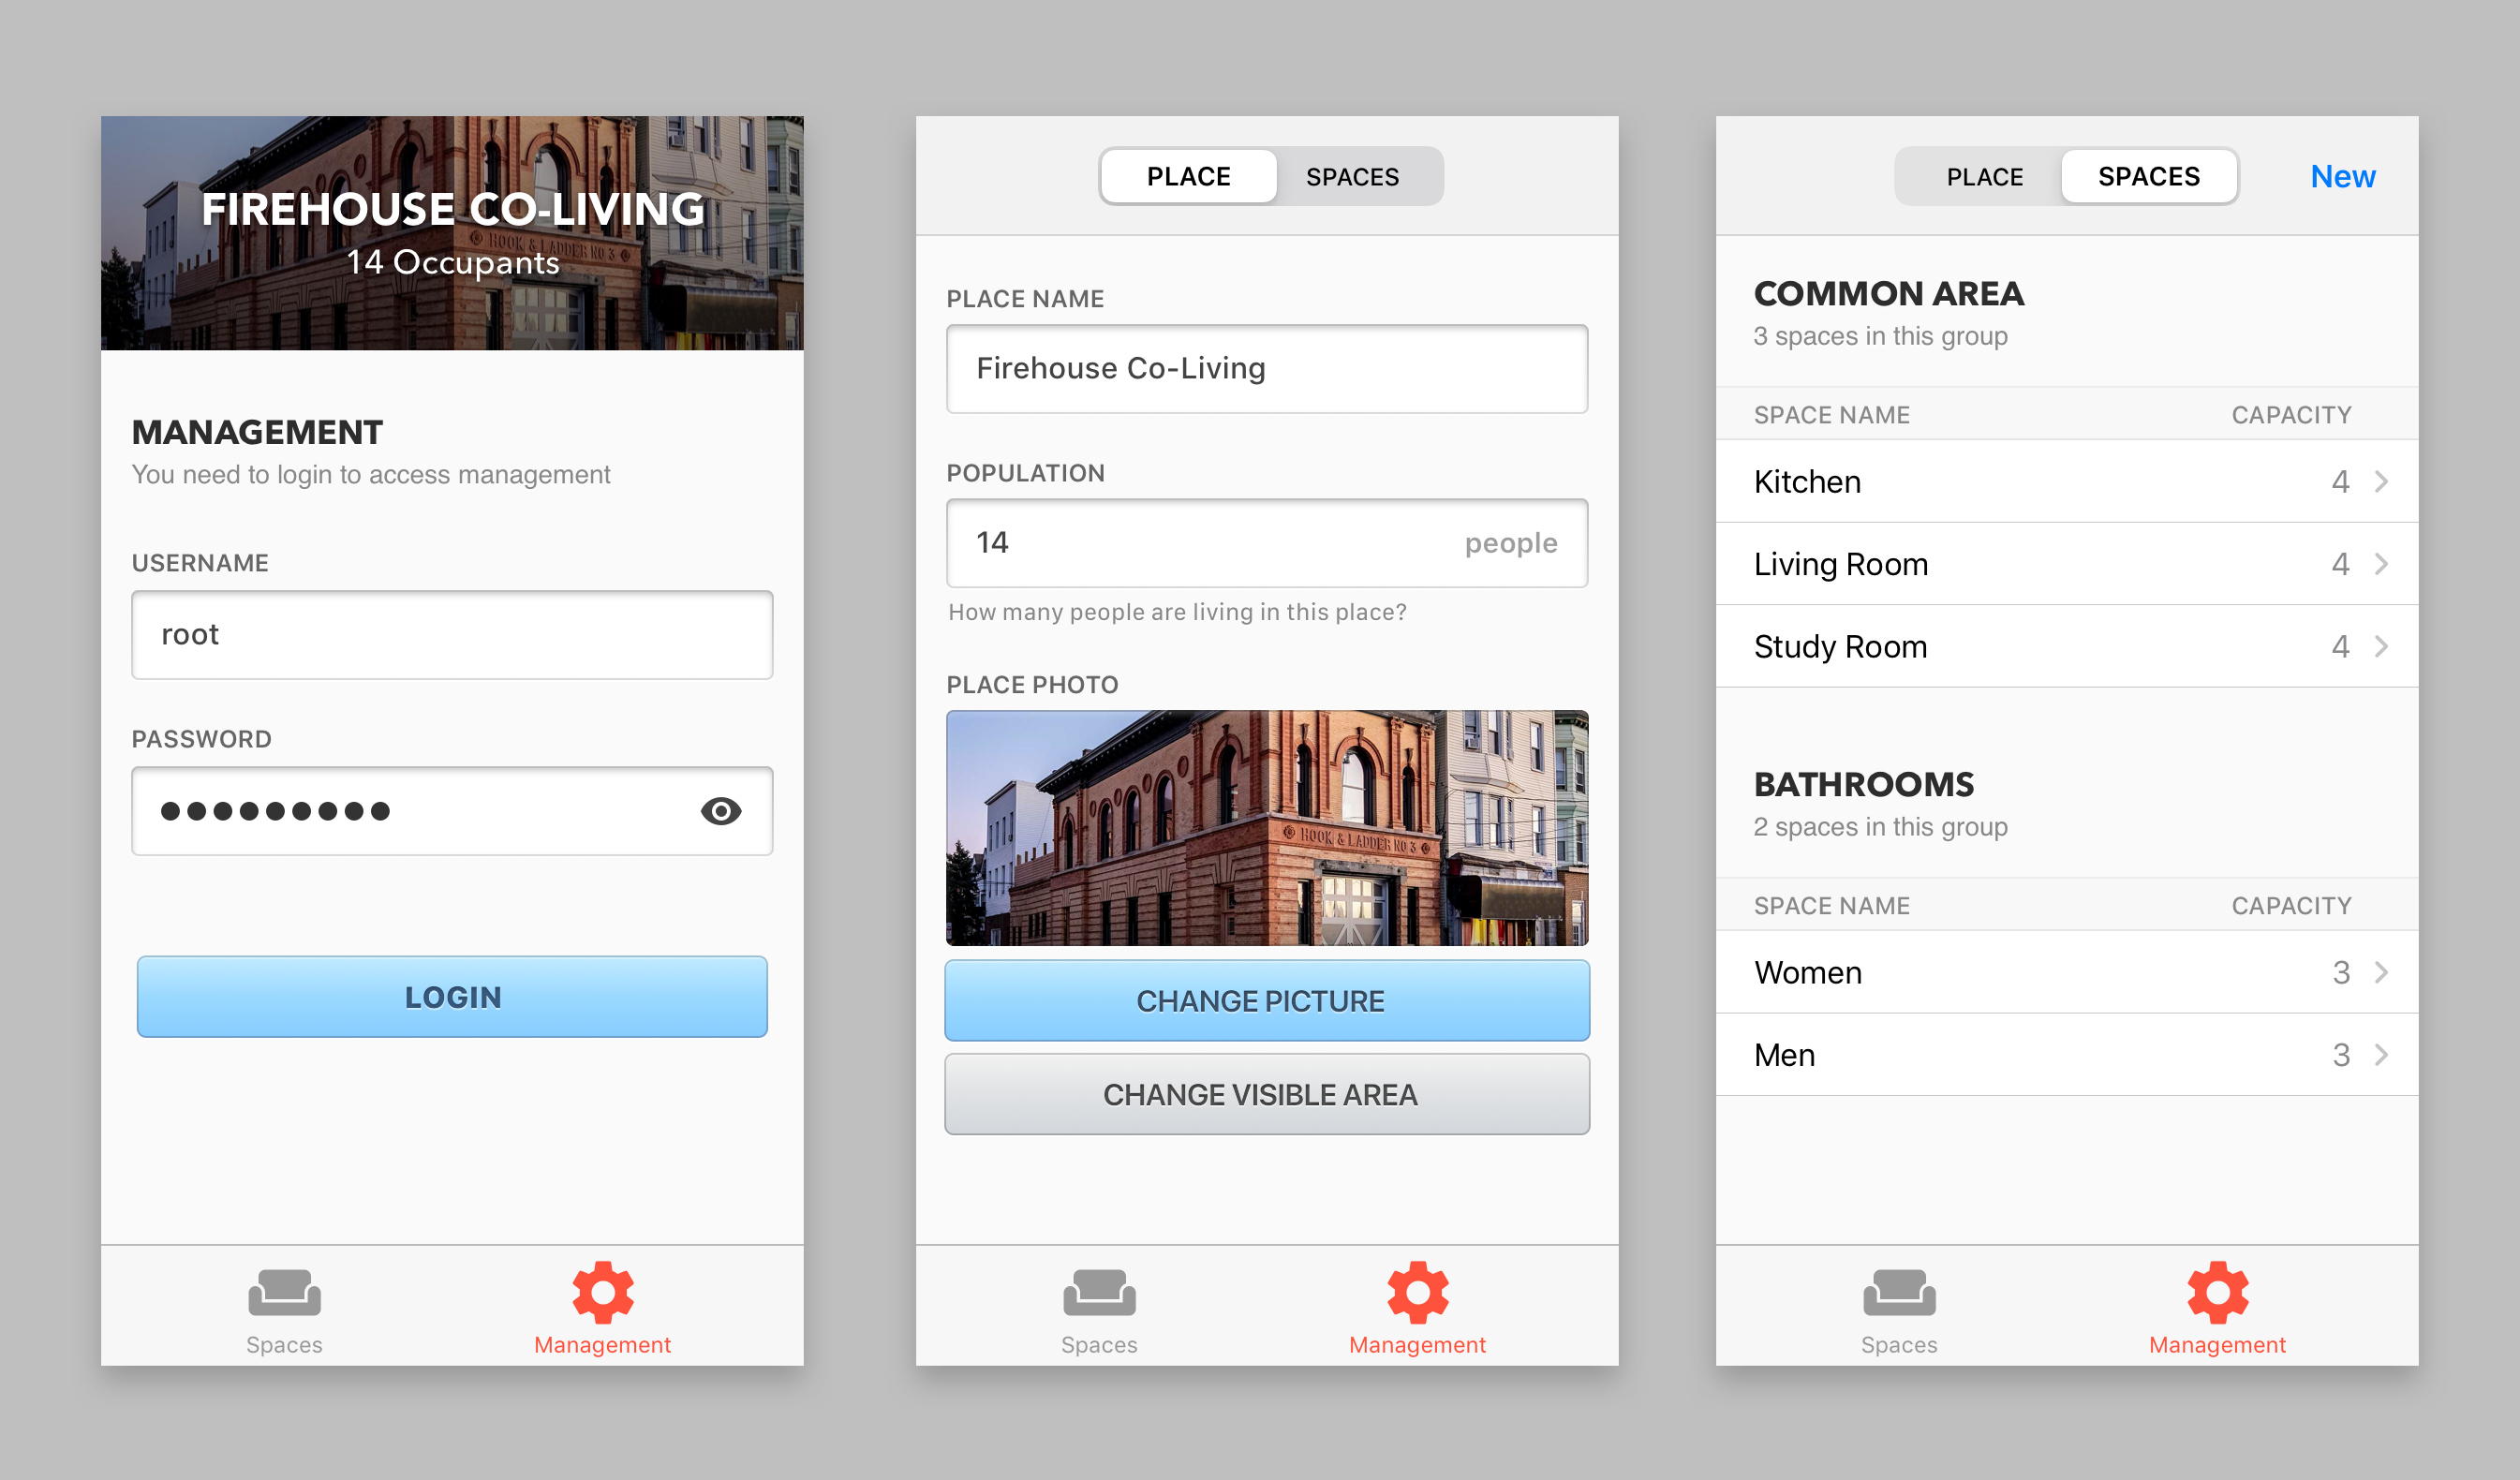 FIREHOUSE CO-LIVING
HOOK & LADDER NO 3
14 Occupants
MANAGEMENT
You need to login to access management
USERNAME
root
PASSWORD
LOGIN
Spaces
Management
PLACE
SPACES
PLACE NAME
Firehouse Co-Living
POPULATION
14 people
How many people are living in this place?
PLACE PHOTO
HOOK & LADDER NO 3
CHANGE PICTURE
CHANGE VISIBLE AREA
Spaces
Management
PLACE
SPACES
New
COMMON AREA
3 spaces in this group
SPACE NAME CAPACITY
Kitchen 4
Living Room 4
Study Room 4
BATHROOMS
2 spaces in this group
SPACE NAME CAPACITY
Women 3
Men 3
Spaces
Management